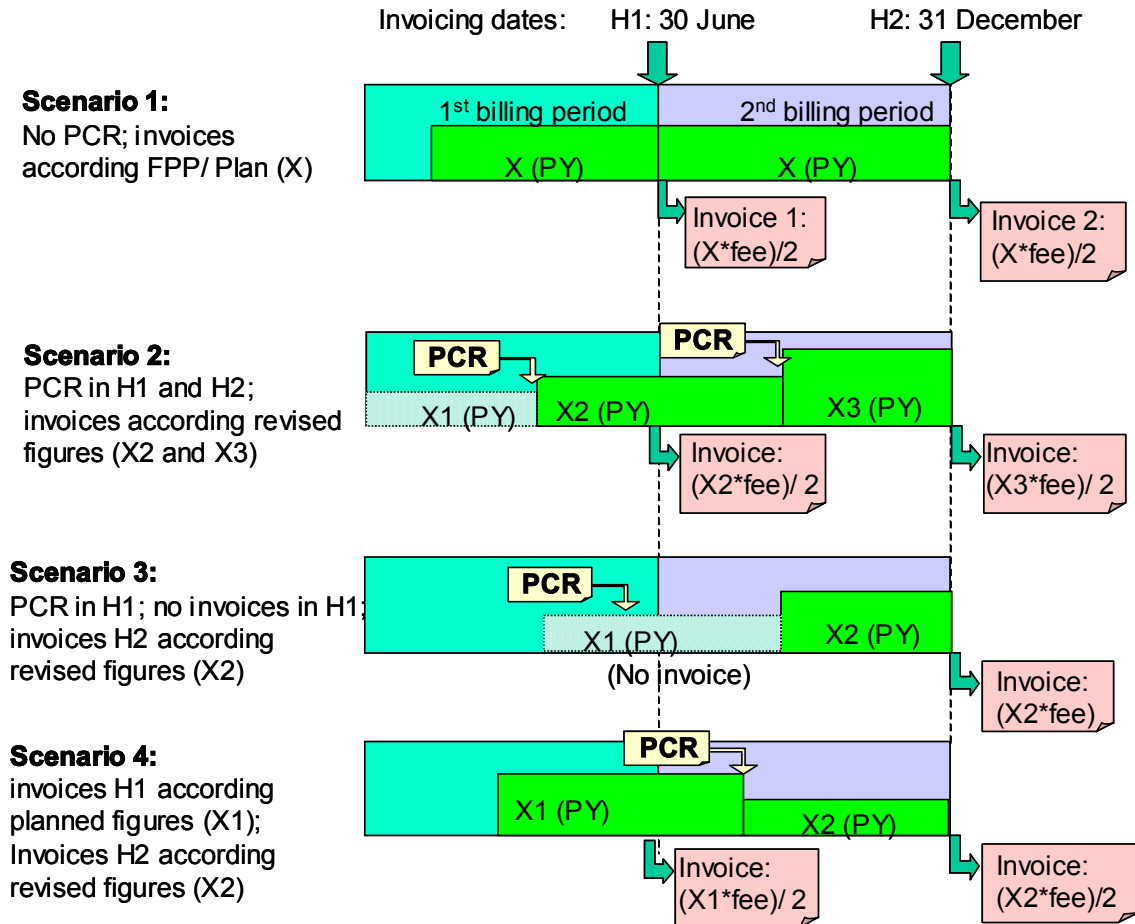 Invoicing dates: H1: 30 June H2: 31 December
Scenario 1:
No PCR; invoices
according FPP/ Plan (X)
1st billing period
2nd billing period
X (PY)
X (PY)
Invoice 1:
(X*fee)/2
Invoice 2:
(X*fee)/2
Scenario 2:
PCR in H1 and H2;
invoices according revised
figures (X2 and X3)
PCR
PCR
X1 (PY)
X2 (PY)
X3 (PY)
Invoice:
(X2*fee)/ 2
Invoice:
(X3*fee)/ 2
Scenario 3:
PCR in H1; no invoices in H1;
invoices H2 according
revised figures (X2)
PCR
X1 (PY)
X2 (PY)
(No invoice)
Invoice:
(X2*fee)
Scenario 4:
invoices H1 according
planned figures (X1);
Invoices H2 according
revised figures (X2)
PCR
X1 (PY)
X2 (PY)
Invoice:
(X1*fee)/ 2
Invoice:
(X2*fee)/2